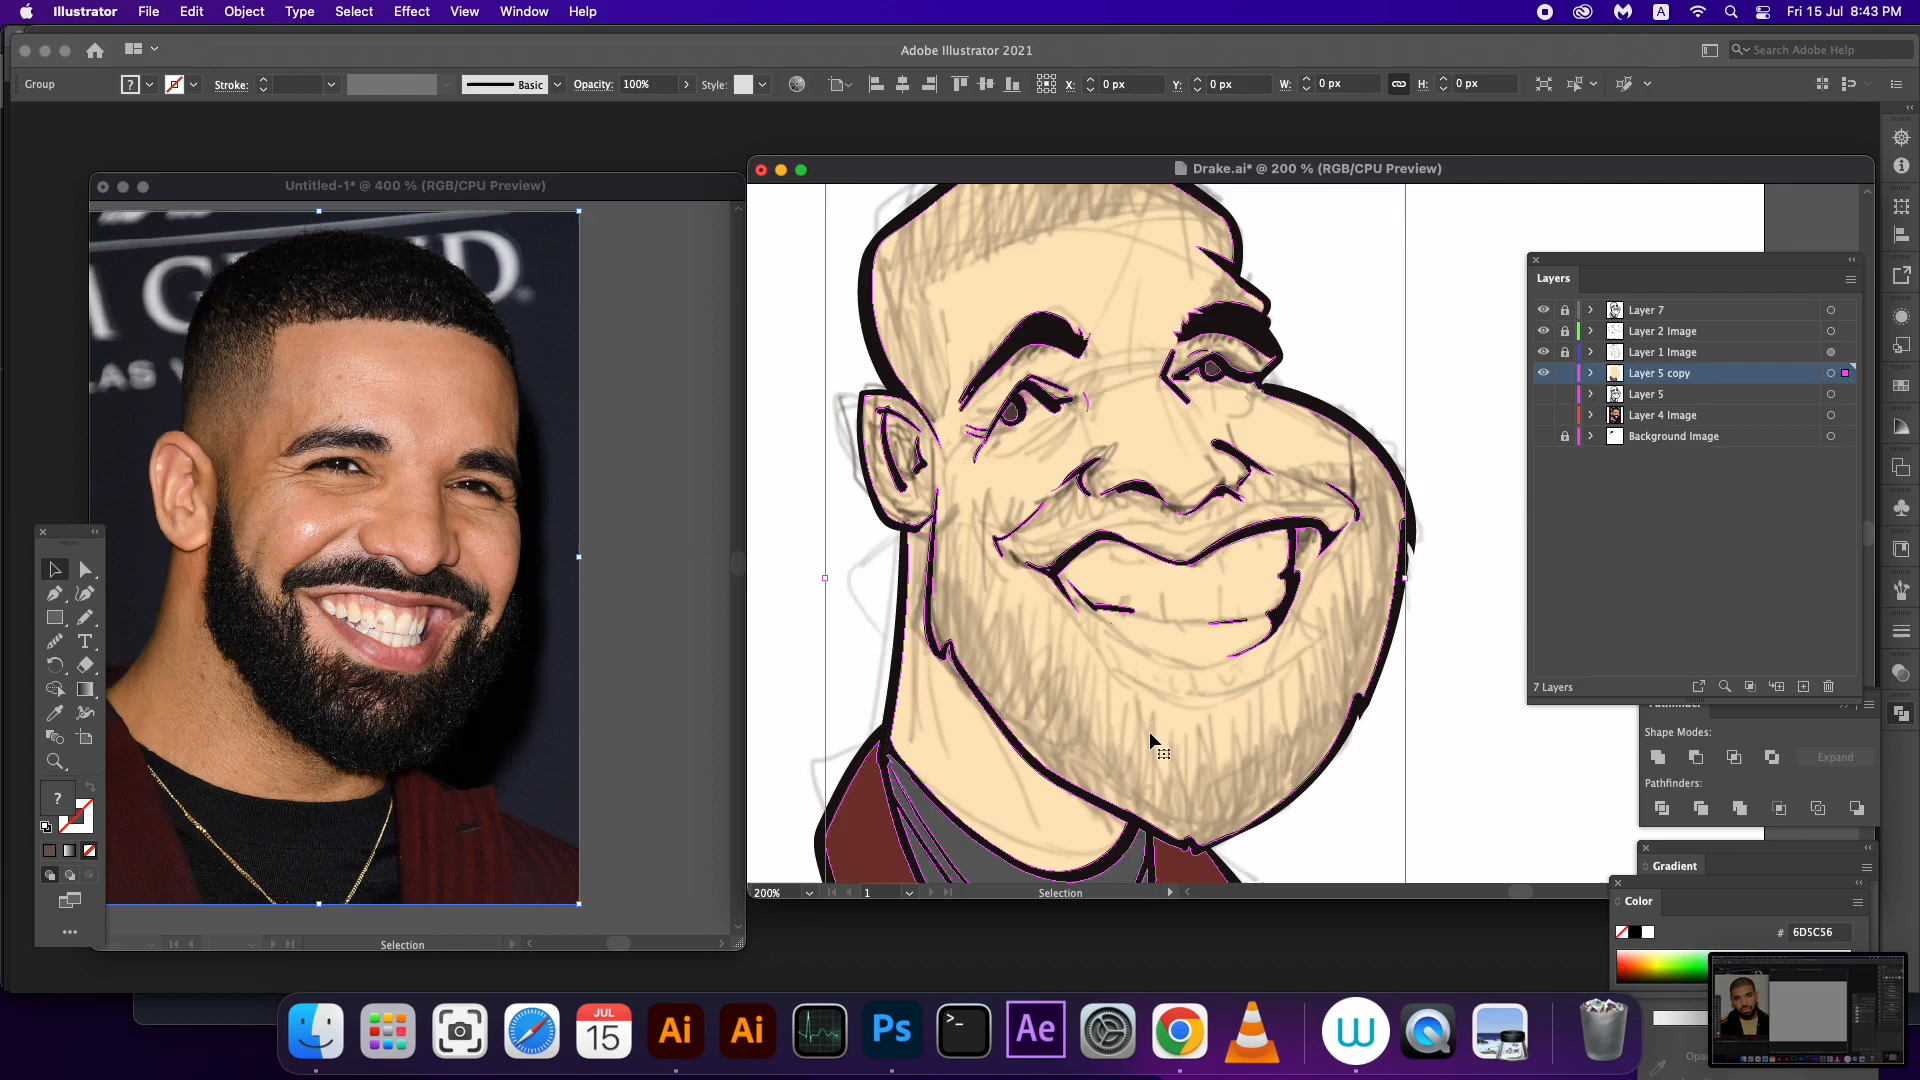 Illustrator File Edit Object Type Select Effect View Window Help
A Fri 15 Jul 8:43 PM
Adobe Illustrator 2021
Search Adobe Help
Group ? Stroke: Basic Opacity: 100% Style: X: 0 px Y: 0 px W: 0 px H: 0 px
Untitled-1* @ 400 % (RGB/CPU Preview)
Drake.ai* @ 200 % (RGB/CPU Preview)
Layers
Layer 7
Layer 2 Image
Layer 1 Image
Layer 5 copy
Layer 5
Layer 4 Image
Background Image
7 Layers
Pathfinder
Shape Modes:
Expand
Pathfinders:
Gradient
Color
# 6D5C56
T
?
200% 1 Selection
Selection
JUL
15
Ai
Ai
Ps
>_
Ae
W